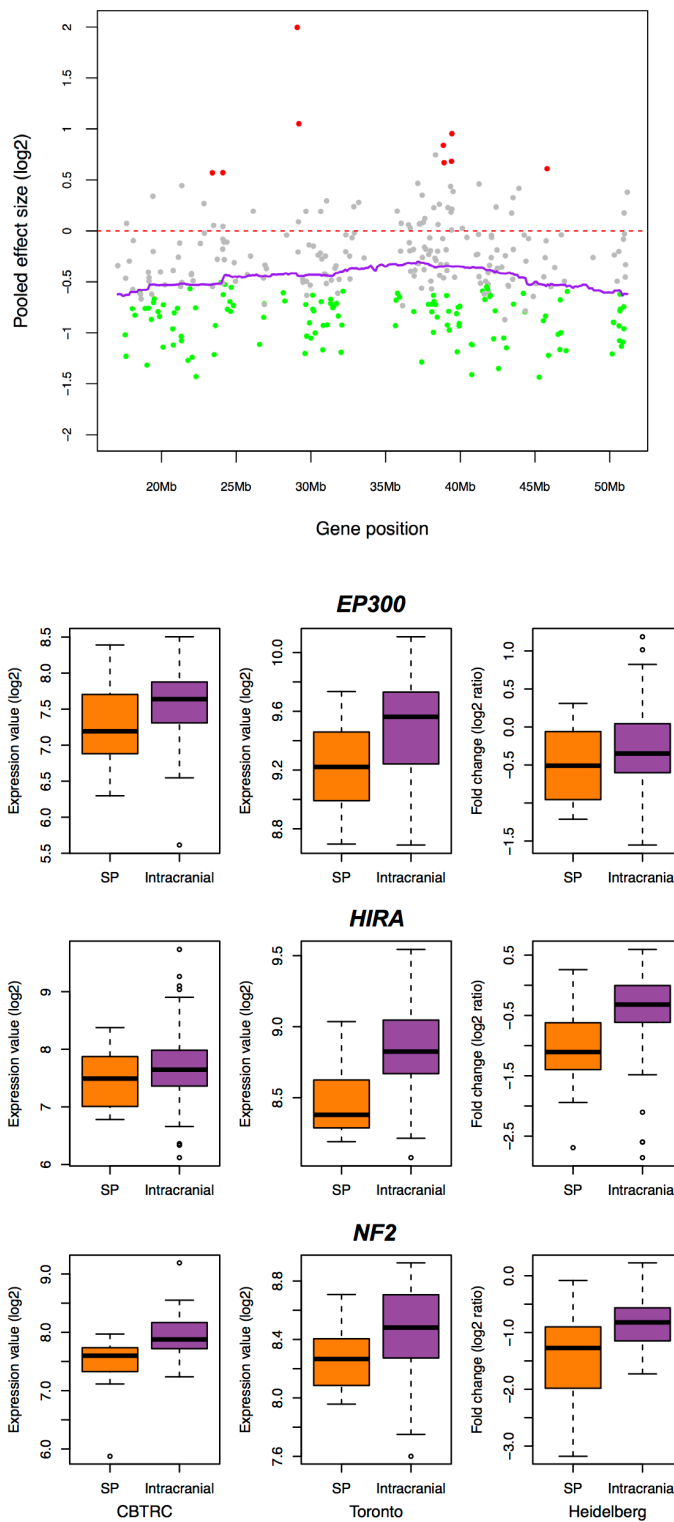 Pooled effect size (log2)
2
1.5
1
0.5
0
−0.5
−1
−1.5
−2
20Mb 25Mb 30Mb 35Mb 40Mb 45Mb 50Mb
Gene position
EP300
Expression value (log2)
8.5
8.0
7.5
7.0
6.5
6.0
5.5
SP Intracranial
Expression value (log2)
10.0
9.6
9.2
8.8
SP Intracranial
Fold change (log2 ratio)
1.0
0.5
0.0
−0.5
−1.5
SP Intracranial
HIRA
Expression value (log2)
9
8
7
6
SP Intracranial
Expression value (log2)
9.5
9.0
8.5
SP Intracranial
Fold change (log2 ratio)
0.5
−0.5
−1.5
−2.5
SP Intracranial
NF2
Expression value (log2)
9.0
8.0
7.0
6.0
SP Intracranial
CBTRC
Expression value (log2)
8.8
8.4
8.0
7.6
SP Intracranial
Toronto
Fold change (log2 ratio)
0.0
−1.0
−2.0
−3.0
SP Intracranial
Heidelberg